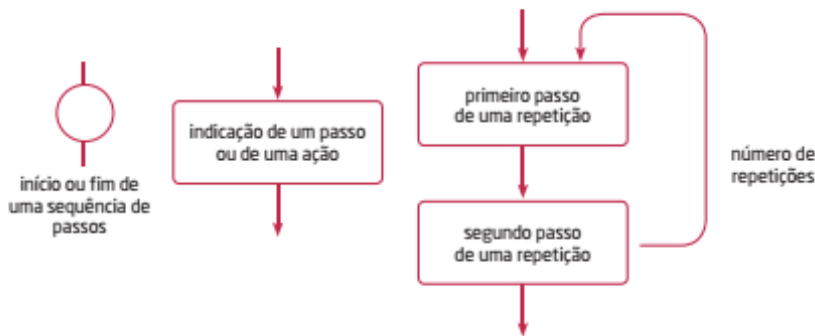 início ou fim de
uma sequência de
passos
indicação de um passo
ou de uma ação
primeiro passo
de uma repetição
segundo passo
de uma repetição
número de
repetições